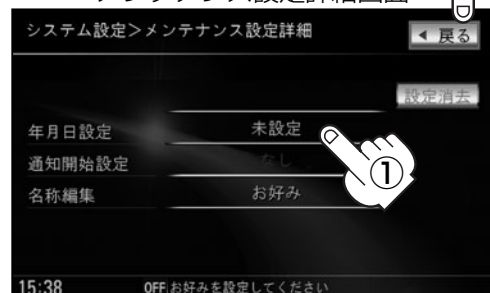 システム設定>メンテナンス設定詳細
◀ 戻る
設定消去
年月日設定 未設定
通知開始設定 なし
名称編集 お好み
①
15:38 OFF お好みを設定してください